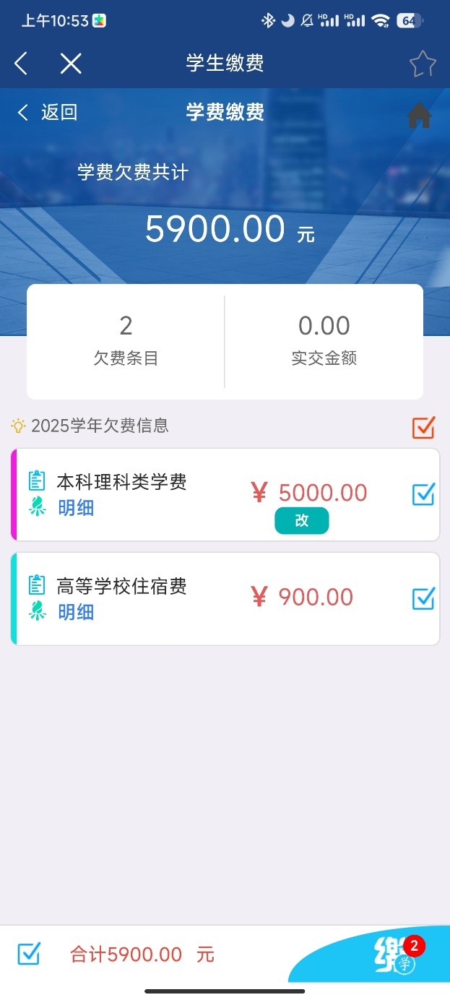 上午10:53 HD HD 64
学生缴费
返回 学费缴费
学费欠费共计
5900.00 元
2 0.00
欠费条目 实交金额
2025学年欠费信息
本科理科类学费 ¥ 5000.00
明细 改
高等学校住宿费 ¥ 900.00
明细
合计5900.00 元 缴 学 2